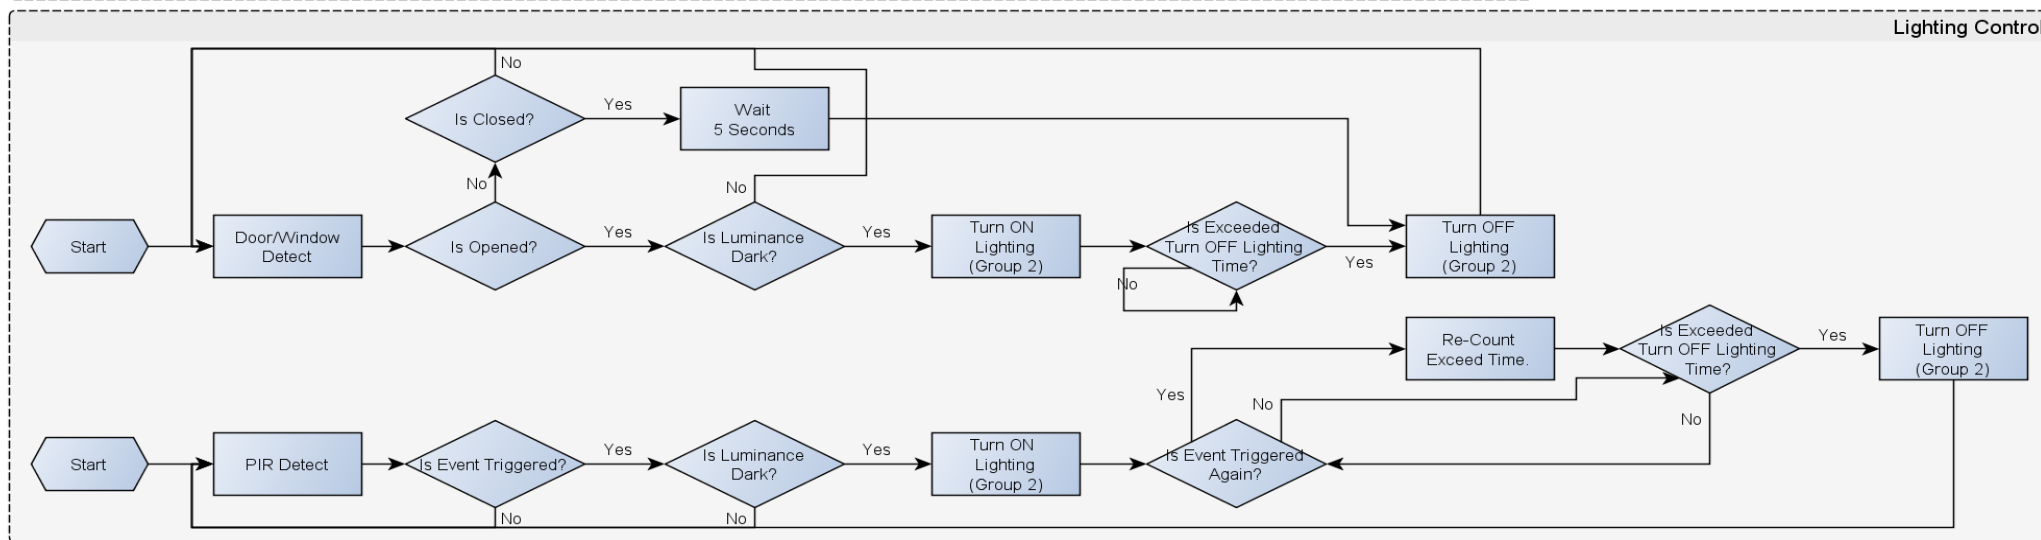 Lighting Control
No
Is Closed?
Yes
Wait
5 Seconds
No
No
Start
Door/Window
Detect
Is Opened?
Yes
Is Luminance
Dark?
Yes
Turn ON
Lighting
(Group 2)
Is Exceeded
Turn OFF Lighting
Time?
No
Yes
Turn OFF
Lighting
(Group 2)
Re-Count
Exceed Time.
Is Exceeded
Turn OFF Lighting
Time?
Yes
Turn OFF
Lighting
(Group 2)
Yes
No
No
Start
PIR Detect
Is Event Triggered?
Yes
Is Luminance
Dark?
Yes
Turn ON
Lighting
(Group 2)
Is Event Triggered
Again?
No
No